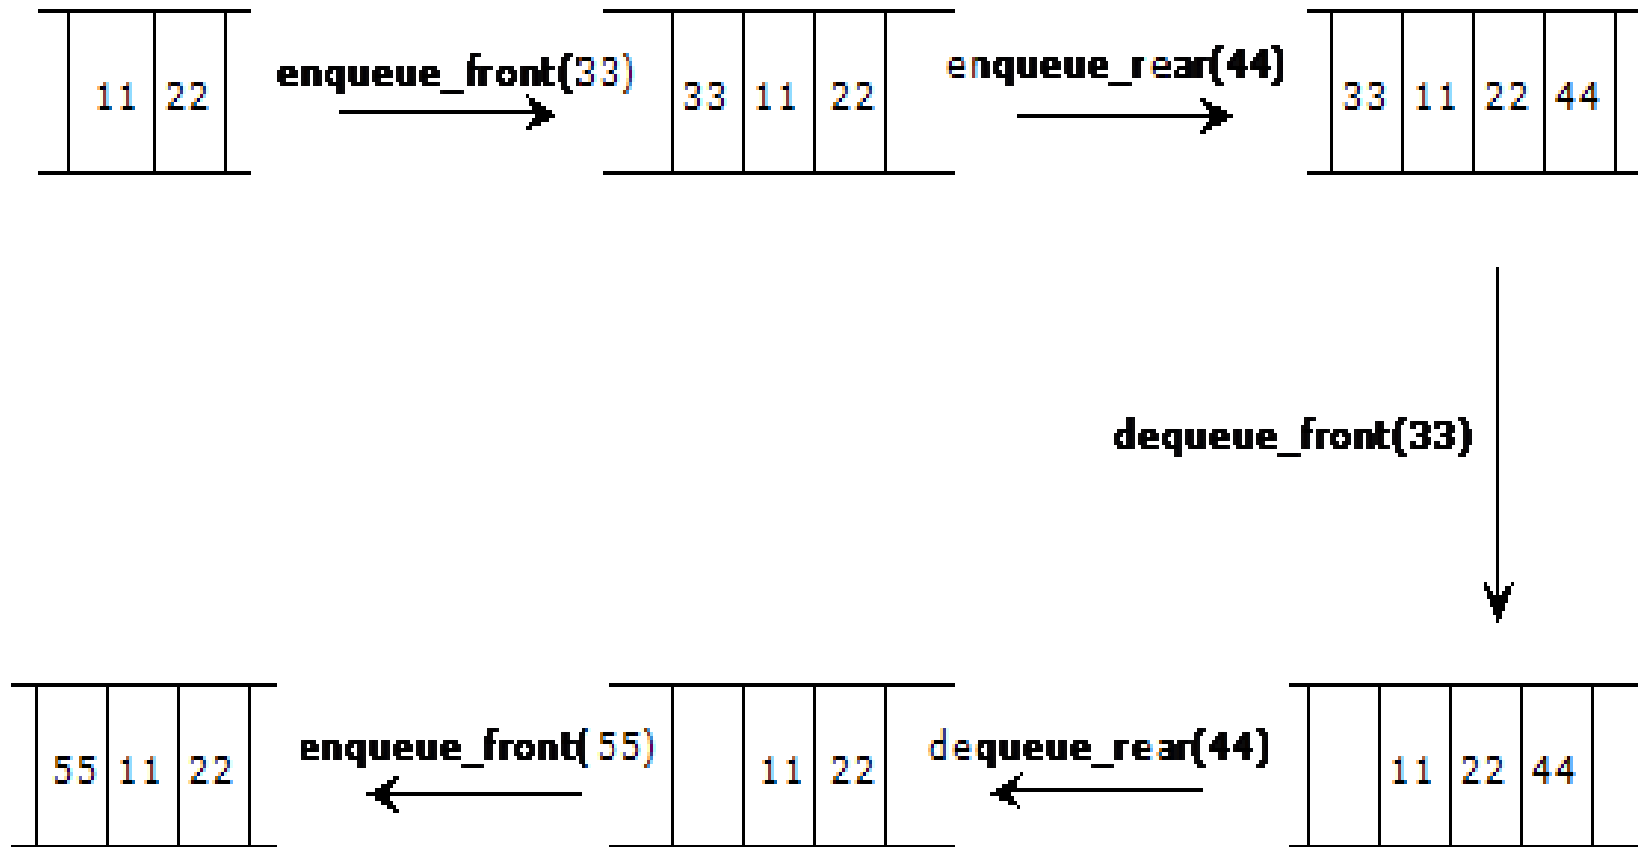 11 22
enqueue_front(33)
33 11 22
enqueue_rear(44)
33 11 22 44
dequeue_front(33)
55 11 22
enqueue_front(55)
11 22
dequeue_rear(44)
11 22 44